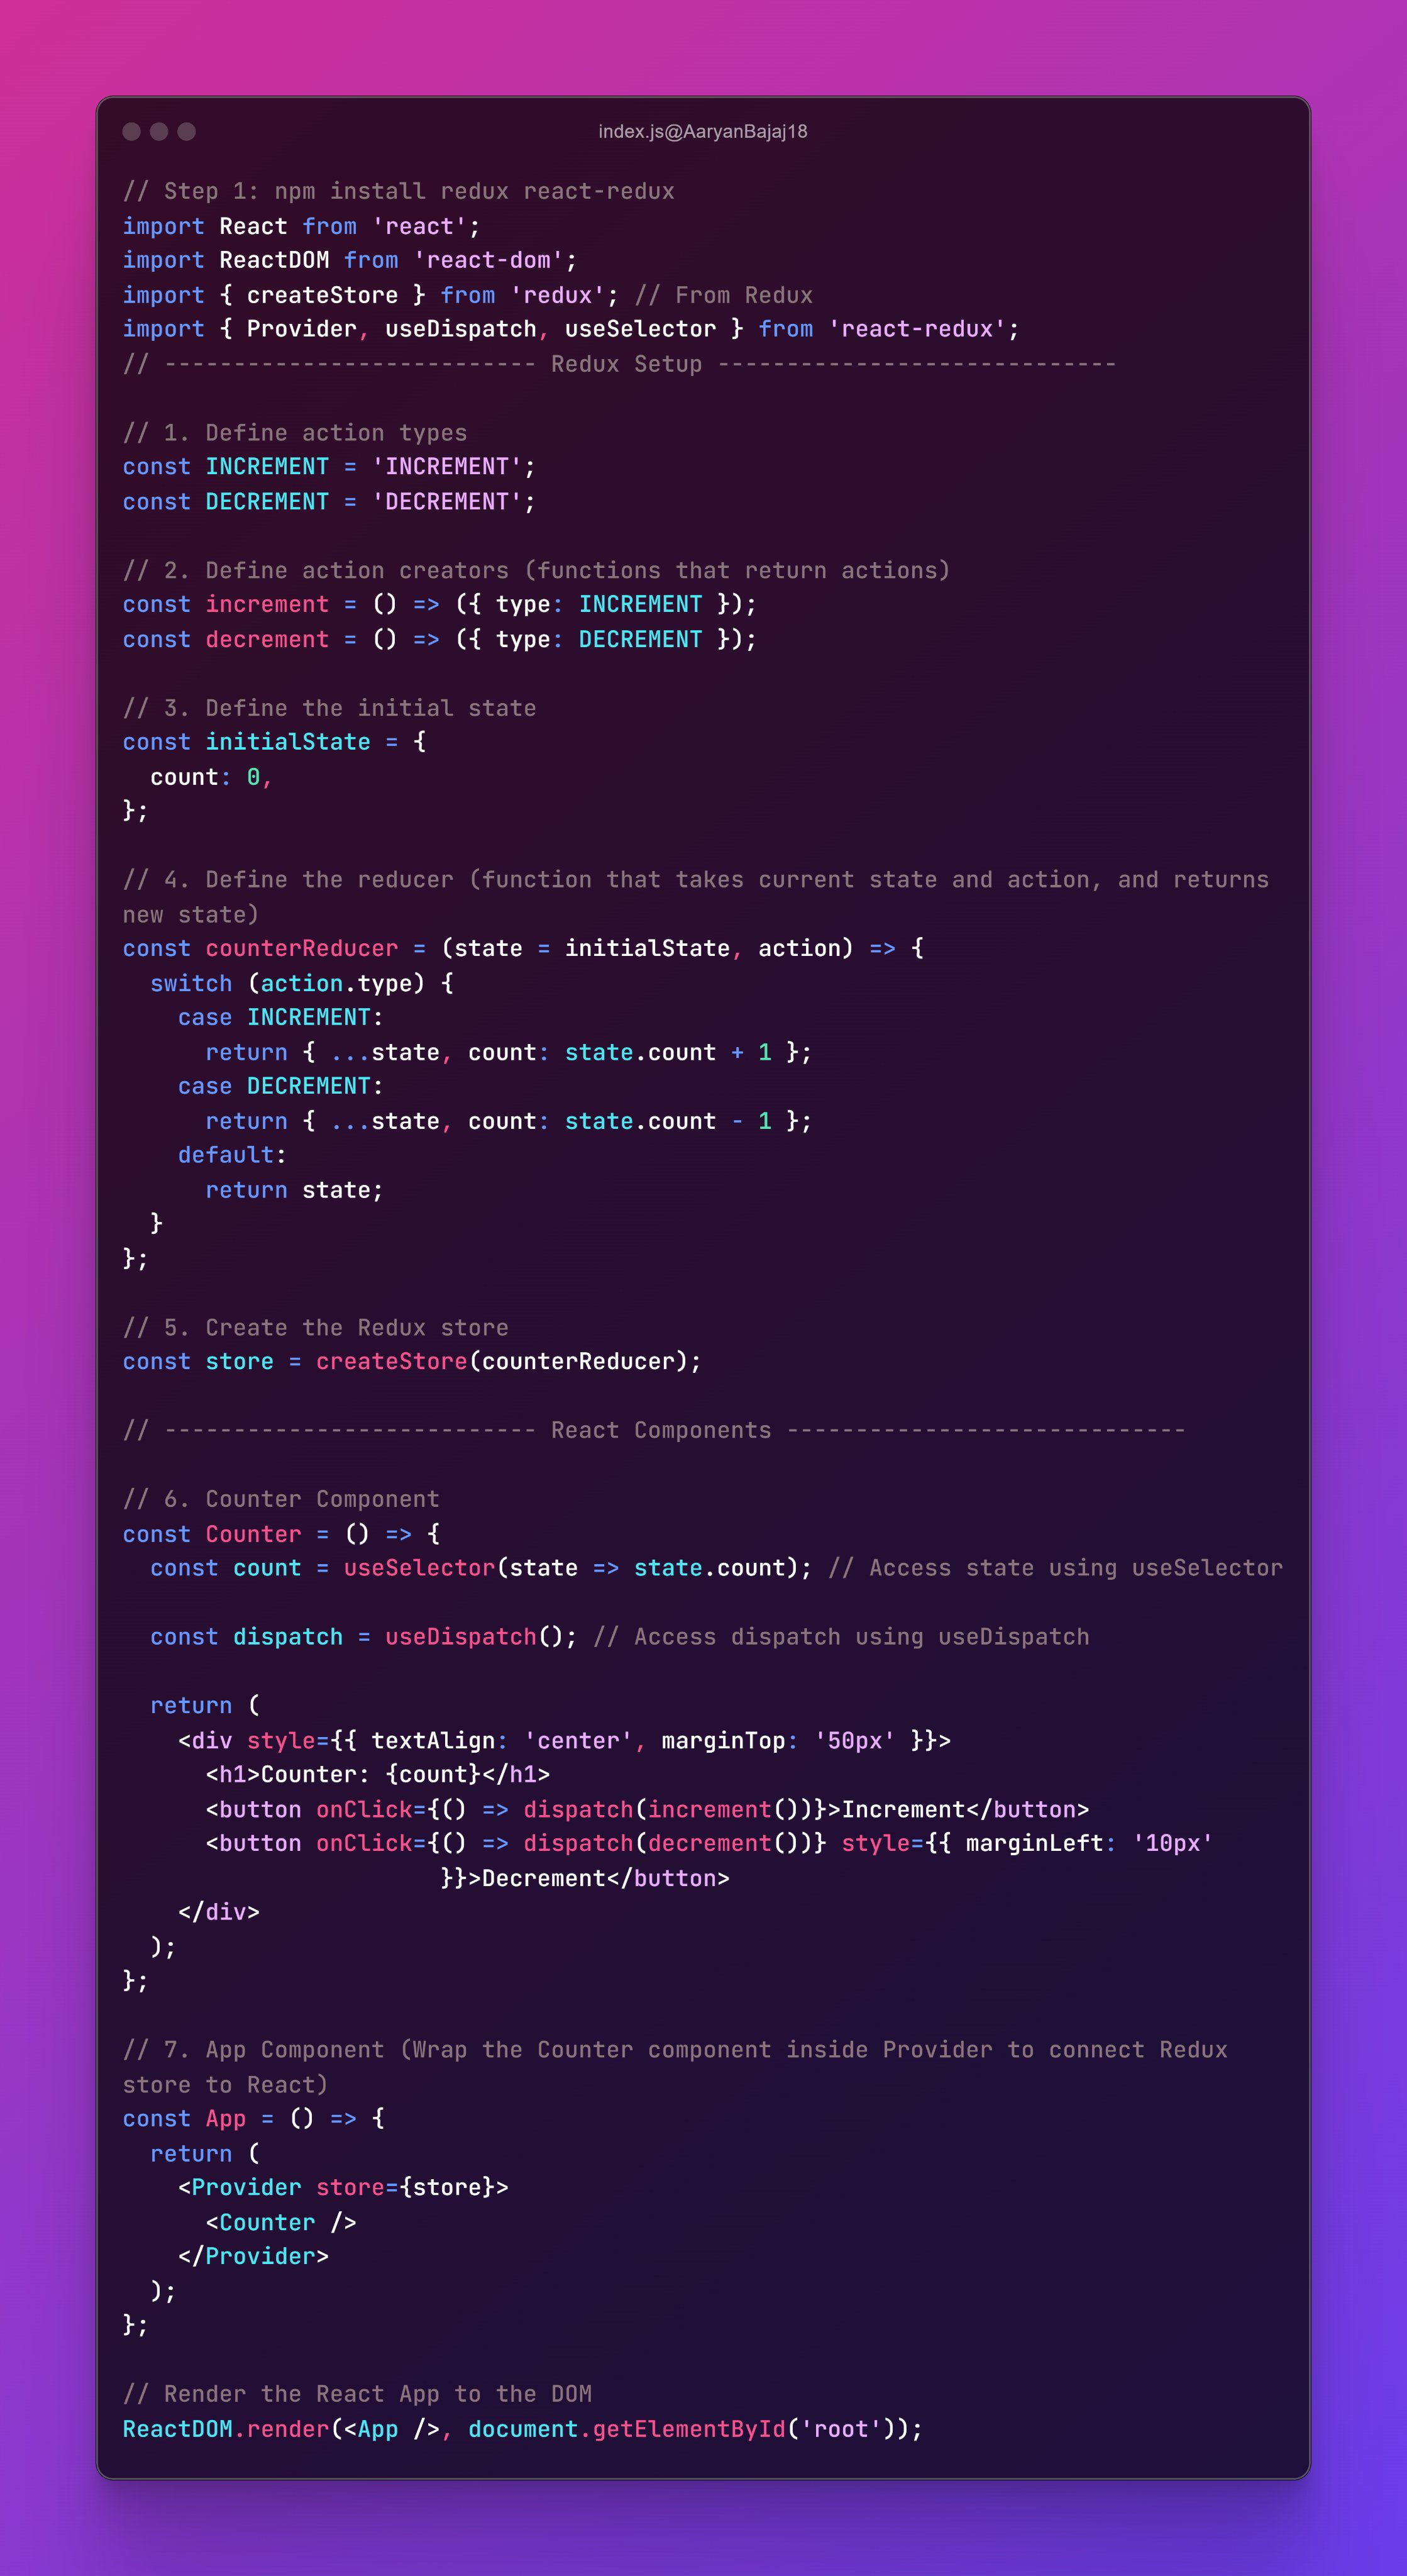 index.js@AaryanBajaj18
// Step 1: npm install redux react-redux
import React from 'react';
import ReactDOM from 'react-dom';
import { createStore } from 'redux'; // From Redux
import { Provider, useDispatch, useSelector } from 'react-redux';
// --------------------------- Redux Setup -----------------------------
// 1. Define action types
const INCREMENT = 'INCREMENT';
const DECREMENT = 'DECREMENT';
// 2. Define action creators (functions that return actions)
const increment = () => ({ type: INCREMENT });
const decrement = () => ({ type: DECREMENT });
// 3. Define the initial state
const initialState = {
  count: 0,
};
// 4. Define the reducer (function that takes current state and action, and returns
new state)
const counterReducer = (state = initialState, action) => {
  switch (action.type) {
    case INCREMENT:
      return { ...state, count: state.count + 1 };
    case DECREMENT:
      return { ...state, count: state.count - 1 };
    default:
      return state;
  }
};
// 5. Create the Redux store
const store = createStore(counterReducer);
// --------------------------- React Components -----------------------------
// 6. Counter Component
const Counter = () => {
  const count = useSelector(state => state.count); // Access state using useSelector
  const dispatch = useDispatch(); // Access dispatch using useDispatch
  return (
    <div style={{ textAlign: 'center', marginTop: '50px' }}>
      <h1>Counter: {count}</h1>
      <button onClick={() => dispatch(increment())}>Increment</button>
      <button onClick={() => dispatch(decrement())} style={{ marginLeft: '10px'
                       }}>Decrement</button>
    </div>
  );
};
// 7. App Component (Wrap the Counter component inside Provider to connect Redux
store to React)
const App = () => {
  return (
    <Provider store={store}>
      <Counter />
    </Provider>
  );
};
// Render the React App to the DOM
ReactDOM.render(<App />, document.getElementById('root'));